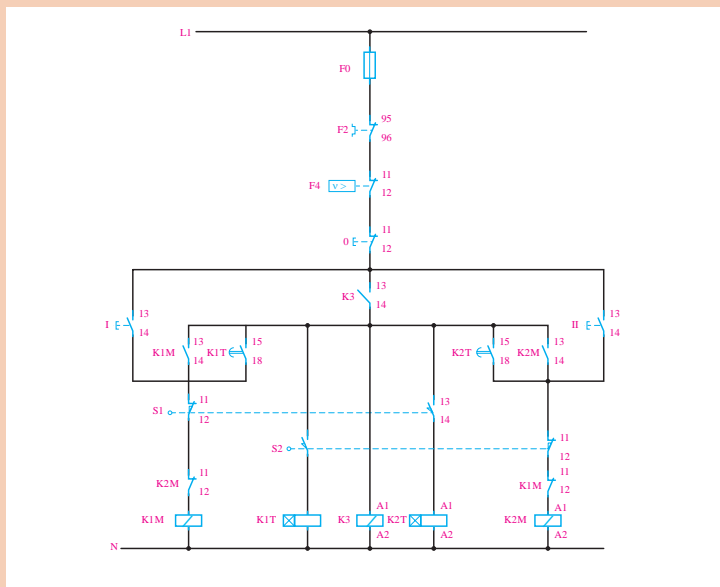 L1
F0
95
F2
96
11
F4 v >
12
11
0
12
13
K3
14
13
I
14
13
II
14
13 15
K1M K1T
14 18
15 13
K2T K2M
18 14
11
S1
12
13
14
S2
11
12
11
K2M
12
11
K1M
12
A1 A1 A1
K1M K1T K3 K2T K2M
A2 A2 A2
N